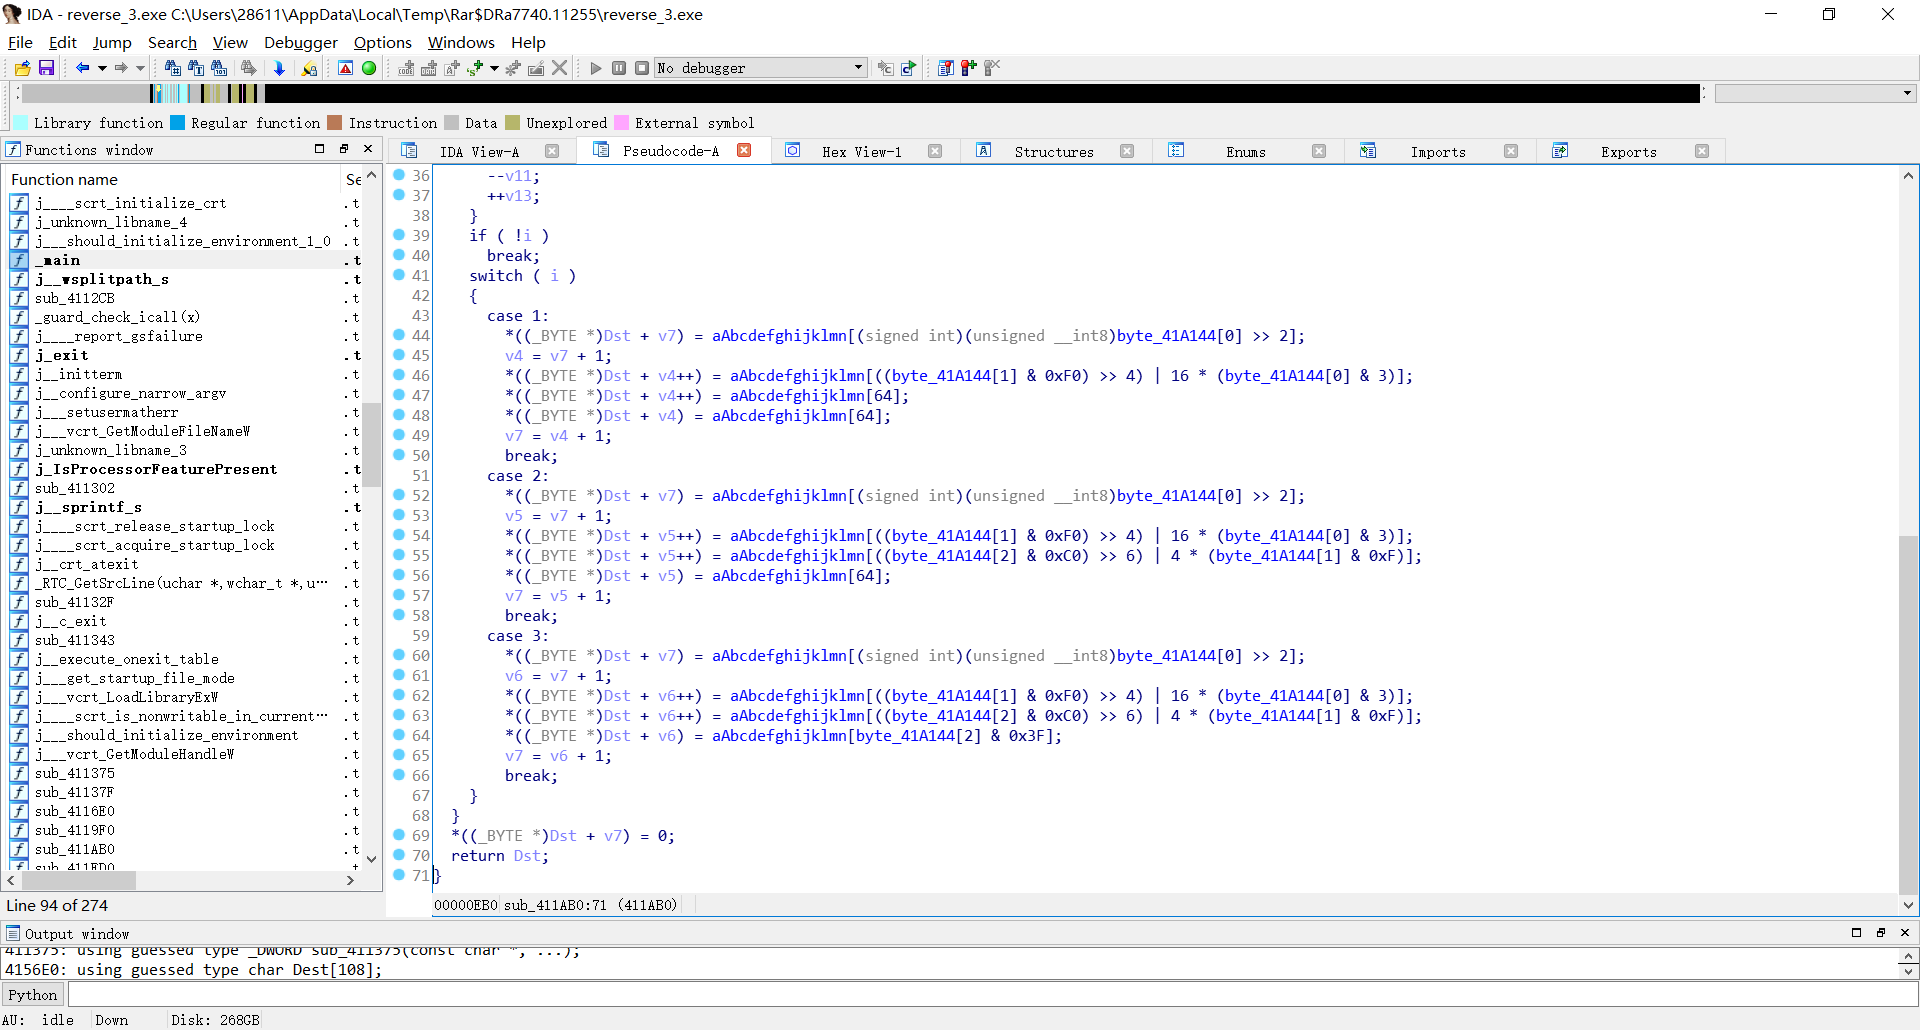 IDA - reverse_3.exe C:\Users\28611\AppData\Local\Temp\Rar$DRa7740.11255\reverse_3.exe
File Edit Jump Search View Debugger Options Windows Help
No debugger
Library function Regular function Instruction Data Unexplored External symbol
Functions window
IDA View-A Pseudocode-A Hex View-1 Structures Enums Imports Exports
Function name Se
j____scrt_initialize_crt .t
j_unknown_libname_4 .t
j___should_initialize_environment_1_0 .t
_main .t
j__wsplitpath_s .t
sub_4112CB .t
_guard_check_icall(x) .t
j____report_gsfailure .t
j_exit .t
j__initterm .t
j__configure_narrow_argv .t
j___setusermatherr .t
j___vcrt_GetModuleFileNameW .t
j_unknown_libname_3 .t
j_IsProcessorFeaturePresent .t
sub_411302 .t
j__sprintf_s .t
j____scrt_release_startup_lock .t
j____scrt_acquire_startup_lock .t
j__crt_atexit .t
_RTC_GetSrcLine(uchar *,wchar_t *,u… .t
sub_41132F .t
j__c_exit .t
sub_411343 .t
j__execute_onexit_table .t
j___get_startup_file_mode .t
j___vcrt_LoadLibraryExW .t
j____scrt_is_nonwritable_in_current… .t
j___should_initialize_environment .t
j___vcrt_GetModuleHandleW .t
sub_411375 .t
sub_41137F .t
sub_4116E0 .t
sub_4119F0 .t
sub_411AB0 .t
sub_411ED0 .t
Line 94 of 274
36 --v11;
37 ++v13;
38 }
39 if ( !i )
40 break;
41 switch ( i )
42 {
43 case 1:
44 *((_BYTE *)Dst + v7) = aAbcdefghijklmn[(signed int)(unsigned __int8)byte_41A144[0] >> 2];
45 v4 = v7 + 1;
46 *((_BYTE *)Dst + v4++) = aAbcdefghijklmn[((byte_41A144[1] & 0xF0) >> 4) | 16 * (byte_41A144[0] & 3)];
47 *((_BYTE *)Dst + v4++) = aAbcdefghijklmn[64];
48 *((_BYTE *)Dst + v4) = aAbcdefghijklmn[64];
49 v7 = v4 + 1;
50 break;
51 case 2:
52 *((_BYTE *)Dst + v7) = aAbcdefghijklmn[(signed int)(unsigned __int8)byte_41A144[0] >> 2];
53 v5 = v7 + 1;
54 *((_BYTE *)Dst + v5++) = aAbcdefghijklmn[((byte_41A144[1] & 0xF0) >> 4) | 16 * (byte_41A144[0] & 3)];
55 *((_BYTE *)Dst + v5++) = aAbcdefghijklmn[((byte_41A144[2] & 0xC0) >> 6) | 4 * (byte_41A144[1] & 0xF)];
56 *((_BYTE *)Dst + v5) = aAbcdefghijklmn[64];
57 v7 = v5 + 1;
58 break;
59 case 3:
60 *((_BYTE *)Dst + v7) = aAbcdefghijklmn[(signed int)(unsigned __int8)byte_41A144[0] >> 2];
61 v6 = v7 + 1;
62 *((_BYTE *)Dst + v6++) = aAbcdefghijklmn[((byte_41A144[1] & 0xF0) >> 4) | 16 * (byte_41A144[0] & 3)];
63 *((_BYTE *)Dst + v6++) = aAbcdefghijklmn[((byte_41A144[2] & 0xC0) >> 6) | 4 * (byte_41A144[1] & 0xF)];
64 *((_BYTE *)Dst + v6) = aAbcdefghijklmn[byte_41A144[2] & 0x3F];
65 v7 = v6 + 1;
66 break;
67 }
68 }
69 *((_BYTE *)Dst + v7) = 0;
70 return Dst;
71 }
00000EB0 sub_411AB0:71 (411AB0)
Output window
411375: using guessed type _DWORD sub_411375(const char *, ...);
4156E0: using guessed type char Dest[108];
Python
AU: idle Down Disk: 268GB